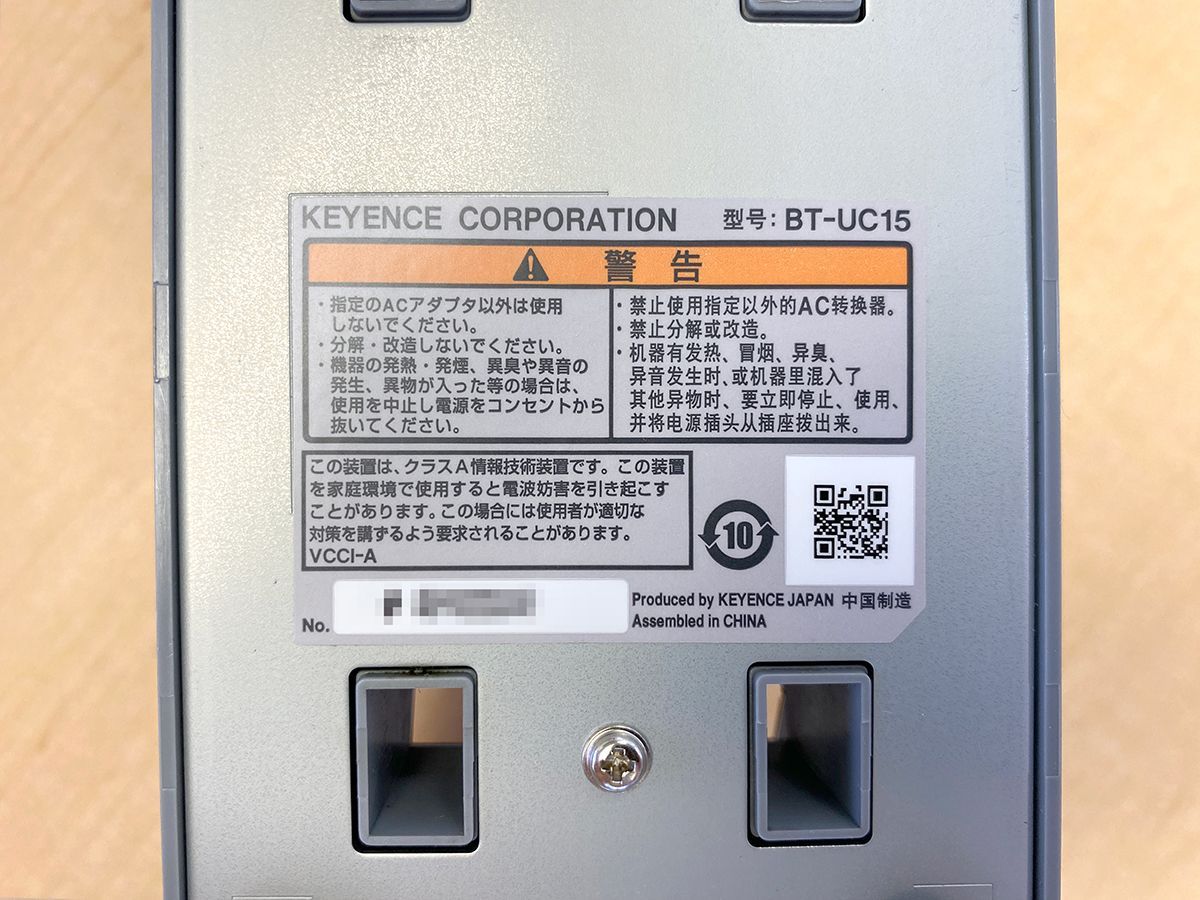 KEYENCE CORPORATION 型号: BT-UC15
警告
・指定のACアダプタ以外は使用
しないでください。
・分解・改造しないでください。
・機器の発熱・発煙、異臭や異音の
発生、異物が入った等の場合は、
使用を中止し電源をコンセントから
抜いてください。
・禁止使用指定以外的AC转换器。
・禁止分解或改造。
・机器有发热、冒烟、异臭、
异音发生时、或机器里混入了
其他异物时、要立即停止、使用、
并将电源插头从插座拨出来。
この装置は、クラスA情報技術装置です。この装置
を家庭環境で使用すると電波妨害を引き起こす
ことがあります。この場合には使用者が適切な
対策を講ずるよう要求されることがあります。
VCCI-A
10
No.
Produced by KEYENCE JAPAN 中国制造
Assembled in CHINA